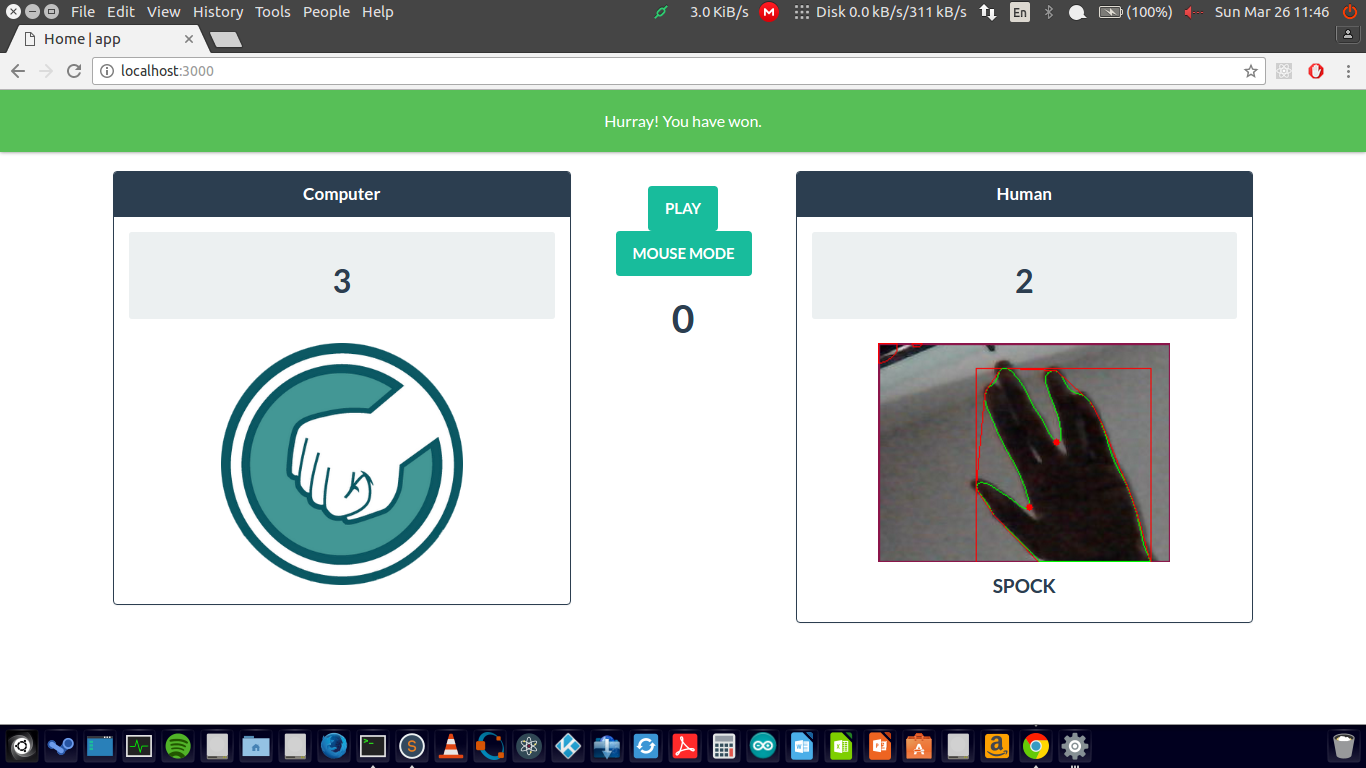 File Edit View History Tools People Help
3.0 KiB/s M Disk 0.0 kB/s/311 kB/s En (100%) Sun Mar 26 11:46
Home | app
localhost:3000
Hurray! You have won.
Computer
3
PLAY
MOUSE MODE
0
Human
2
SPOCK